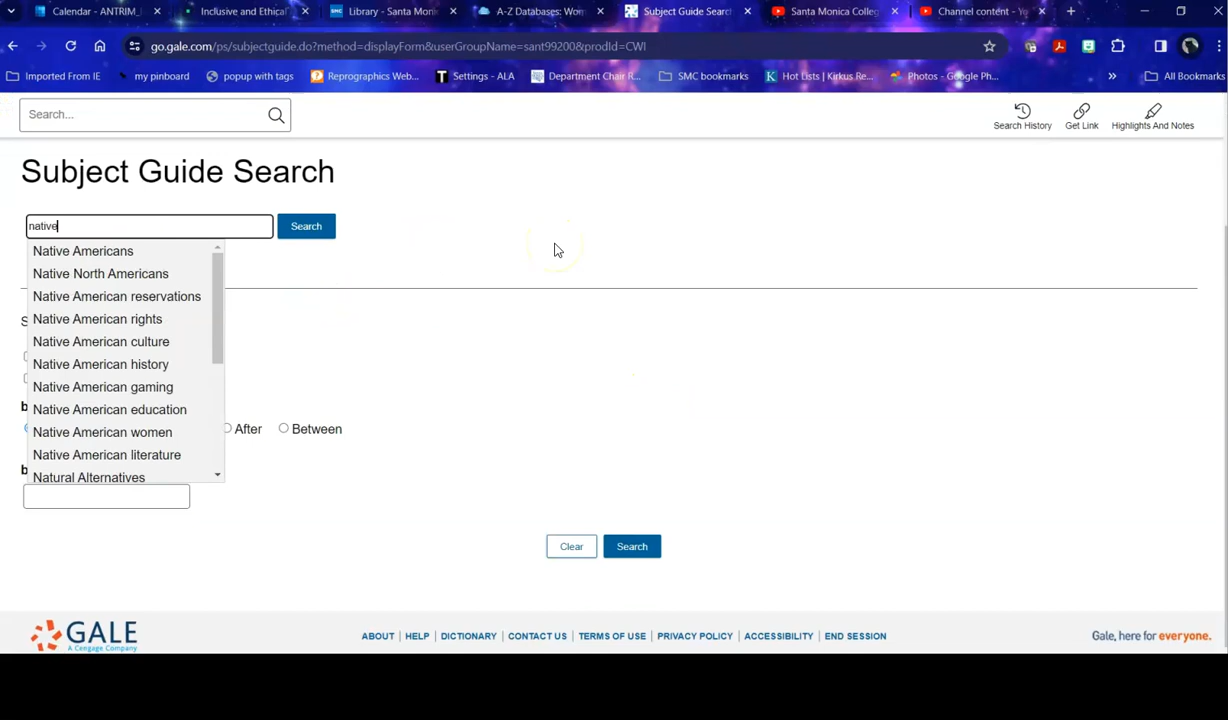 Calendar - ANTRIM_
Inclusive and Ethical
SMC Library - Santa Moni
A-Z Databases: Wom
Subject Guide Search
Santa Monica Colleg
Channel content - Yo
go.gale.com/ps/subjectguide.do?method=displayForm&userGroupName=sant99200&prodId=CWI
Imported From IE
my pinboard
popup with tags
Reprographics Web...
Settings - ALA
Department Chair R...
SMC bookmarks
K Hot Lists | Kirkus Re...
Photos - Google Ph...
»
All Bookmarks
Search...
Search History
Get Link
Highlights And Notes
Subject Guide Search
native
Search
Native Americans
Native North Americans
Native American reservations
Native American rights
Native American culture
Native American history
Native American gaming
Native American education
Native American women
Native American literature
Natural Alternatives
After
Between
Clear
Search
GALE
A Cengage Company
ABOUT | HELP | DICTIONARY | CONTACT US | TERMS OF USE | PRIVACY POLICY | ACCESSIBILITY | END SESSION
Gale, here for everyone.